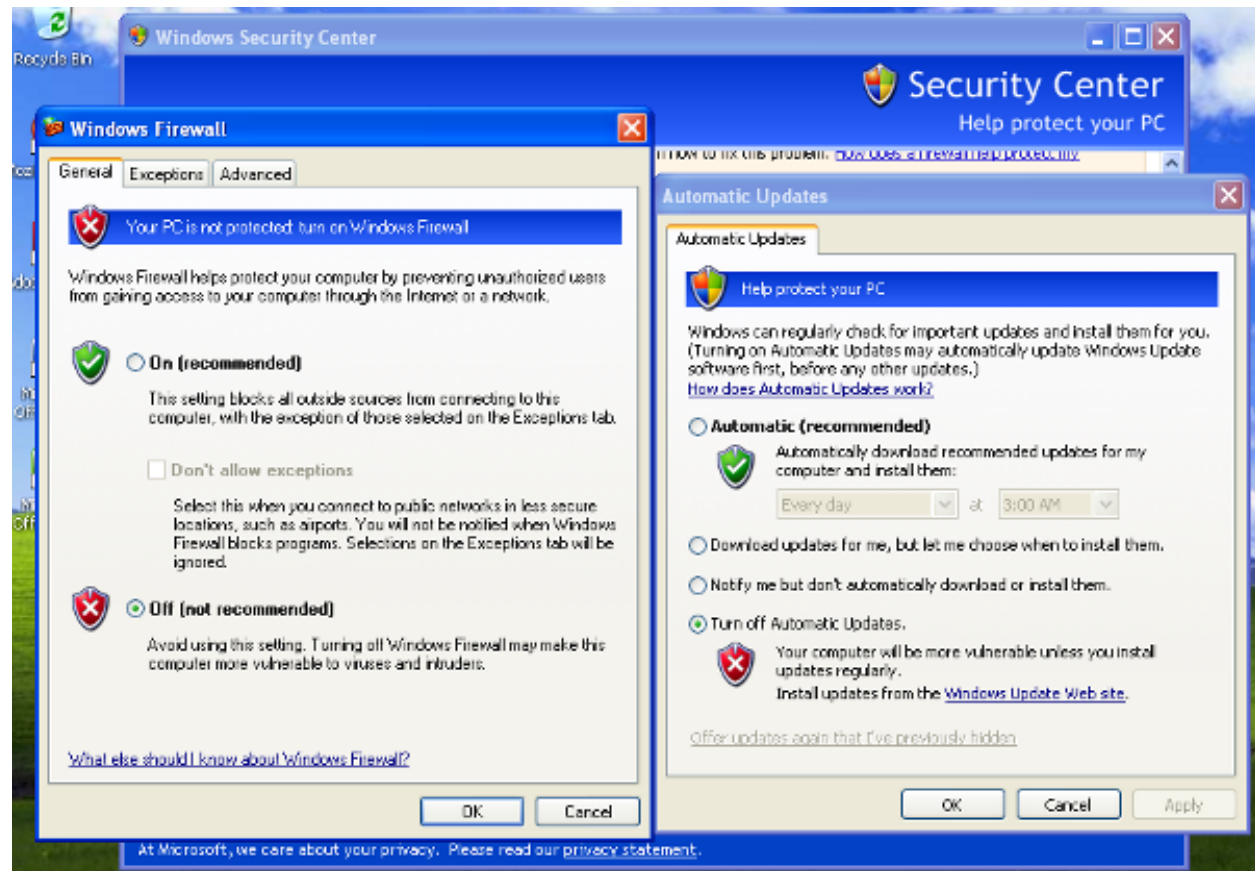 Recycle Bin
Windows Security Center
Security Center
Help protect your PC
n how to fix this problem. How does a firewall help protect my
Windows Firewall
General
Exceptions
Advanced
Your PC is not protected: turn on Windows Firewall
Windows Firewall helps protect your computer by preventing unauthorized users
from gaining access to your computer through the Internet or a network.
On (recommended)
This setting blocks all outside sources from connecting to this
computer, with the exception of those selected on the Exceptions tab.
Don't allow exceptions
Select this when you connect to public networks in less secure
locations, such as airports. You will not be notified when Windows
Firewall blocks programs. Selections on the Exceptions tab will be
ignored.
Off (not recommended)
Avoid using this setting. Turning off Windows Firewall may make this
computer more vulnerable to viruses and intruders.
What else should I know about Windows Firewall?
OK
Cancel
Automatic Updates
Automatic Updates
Help protect your PC
Windows can regularly check for important updates and install them for you.
(Turning on Automatic Updates may automatically update Windows Update
software first, before any other updates.)
How does Automatic Updates work?
Automatic (recommended)
Automatically download recommended updates for my
computer and install them:
Every day at 3:00 AM
Download updates for me, but let me choose when to install them.
Notify me but don't automatically download or install them.
Turn off Automatic Updates.
Your computer will be more vulnerable unless you install
updates regularly.
Install updates from the Windows Update Web site.
Offer updates again that I've previously hidden
OK
Cancel
Apply
At Microsoft, we care about your privacy. Please read our privacy statement.